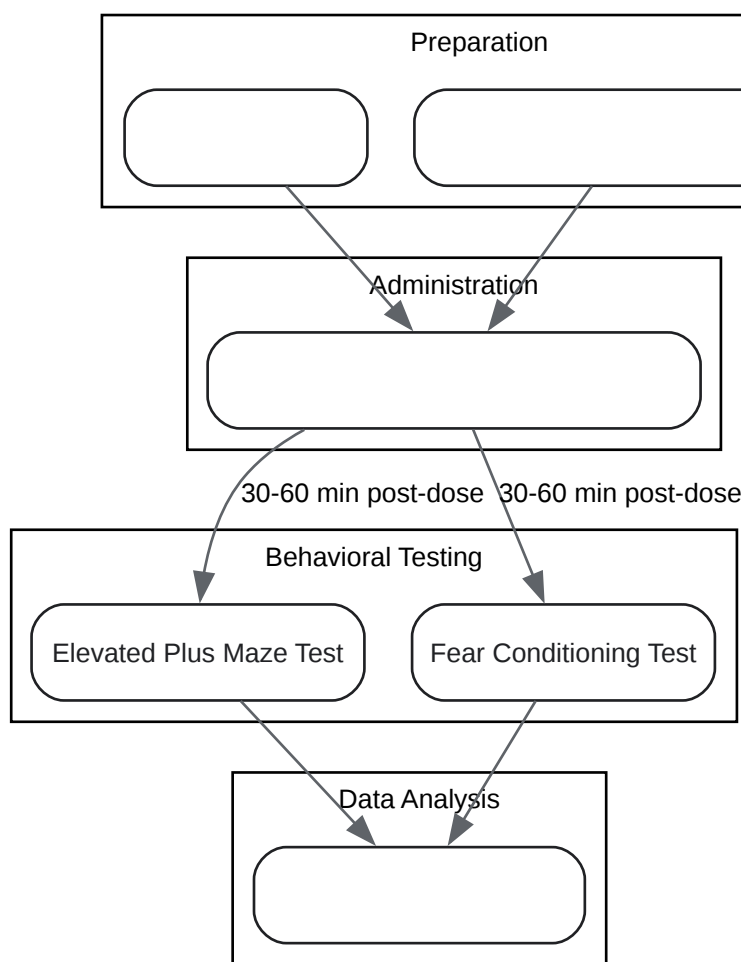 Preparation
Administration
30-60 min post-dose
30-60 min post-dose
Behavioral Testing
Elevated Plus Maze Test
Fear Conditioning Test
Data Analysis